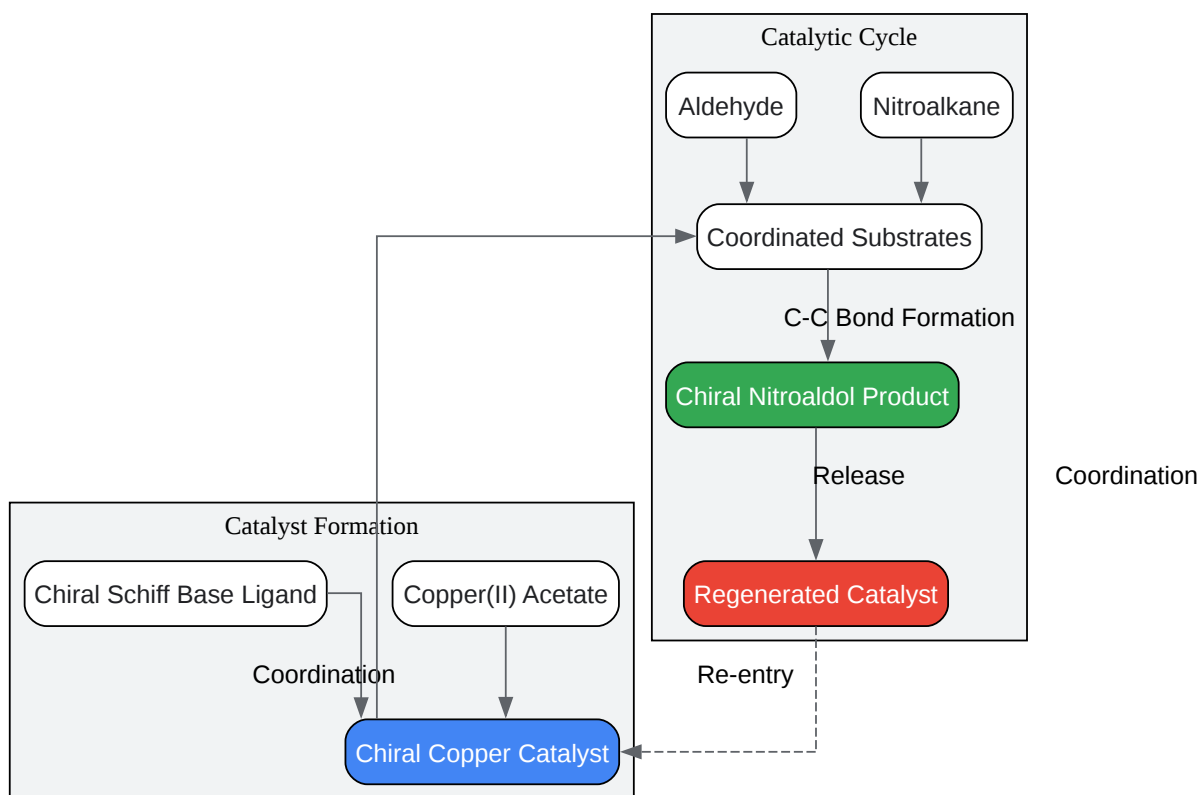 Catalytic Cycle
Aldehyde
Nitroalkane
Coordinated Substrates
C-C Bond Formation
Chiral Nitroaldol Product
Release
Coordination
Catalyst Formation
Chiral Schiff Base Ligand
Copper(II) Acetate
Regenerated Catalyst
Coordination
Re-entry
Chiral Copper Catalyst